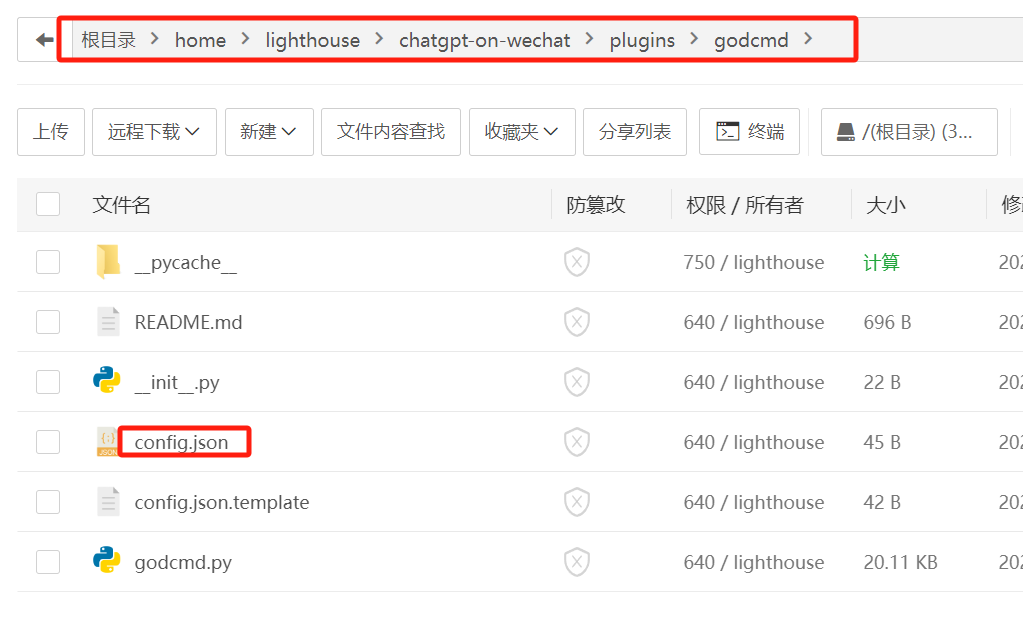 根目录 > home > lighthouse > chatgpt-on-wechat > plugins > godcmd >
上传 远程下载 新建 文件内容查找 收藏夹 分享列表 终端 /(根目录) (3...
文件名 防篡改 权限 / 所有者 大小
__pycache__ 750 / lighthouse 计算 202
README.md 640 / lighthouse 696 B 202
__init__.py 640 / lighthouse 22 B 202
{;} JSON config.json 640 / lighthouse 45 B 202
config.json.template 640 / lighthouse 42 B 202
godcmd.py 640 / lighthouse 20.11 KB 202